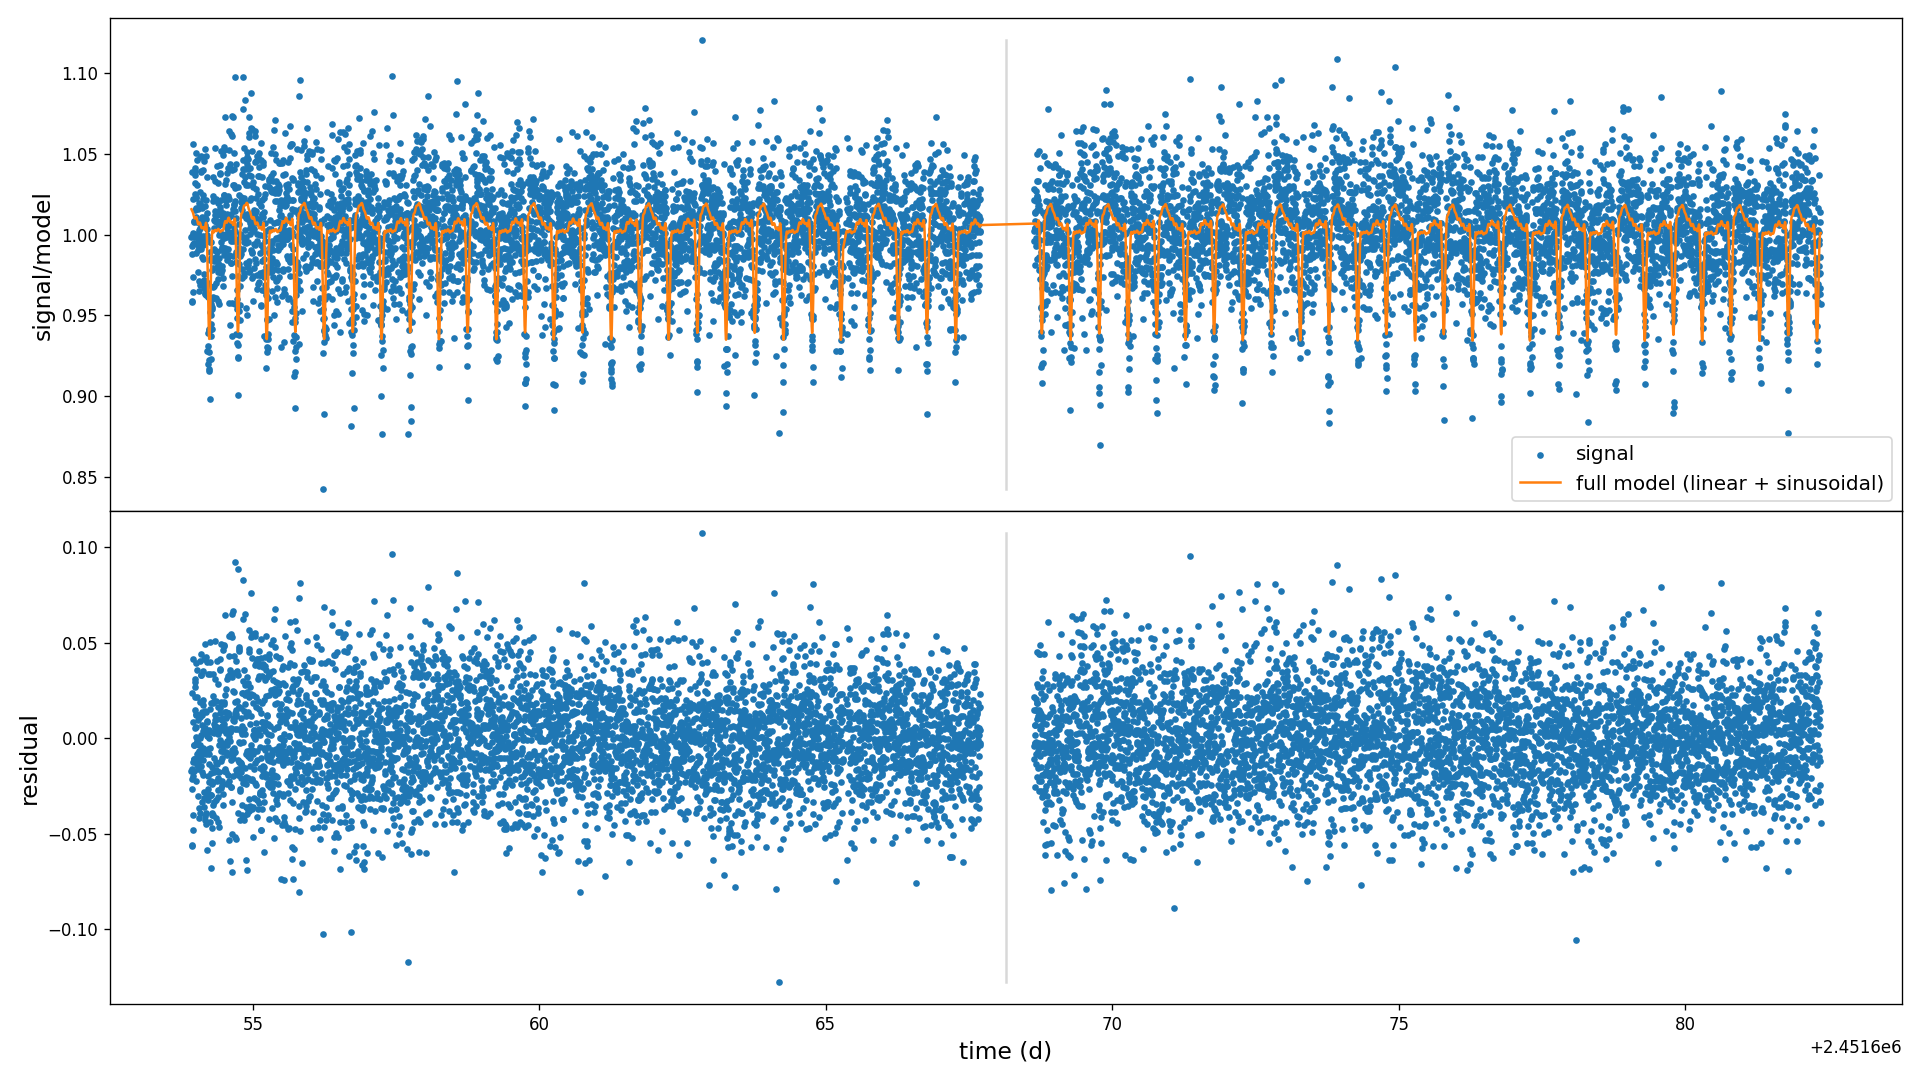 1.10
1.05
1.00
0.95
0.90
0.85
signal/model
signal
full model (linear + sinusoidal)
0.10
0.05
0.00
−0.05
−0.10
residual
55
60
65
70
75
80
time (d)
+2.4516e6